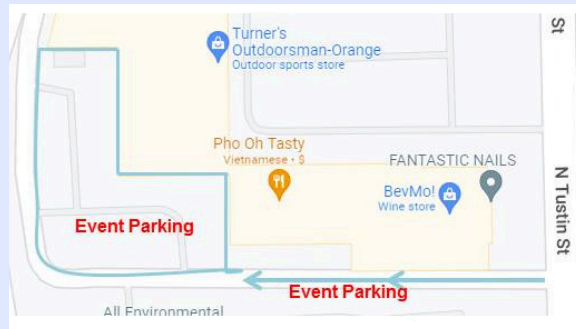 Turner's
Outdoorsman-Orange
Outdoor sports store
St
Pho Oh Tasty
Vietnamese • $
FANTASTIC NAILS
BevMo!
Wine store
N Tustin St
Event Parking
Event Parking
All Environmental